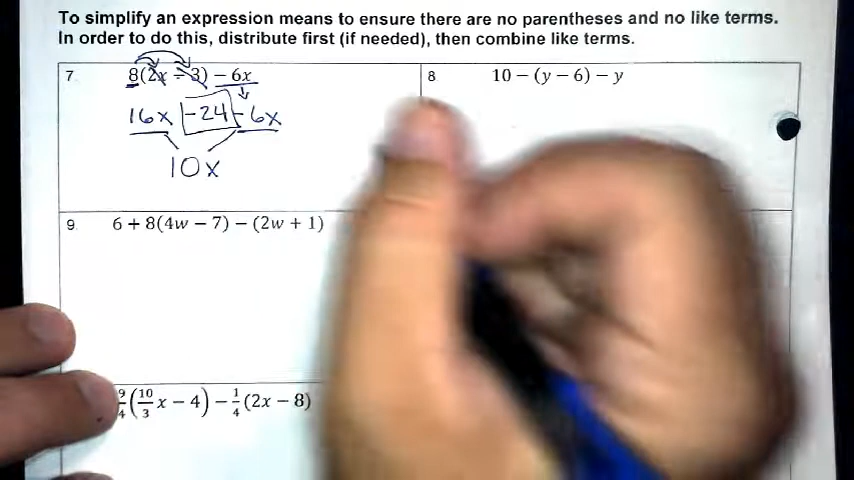 To simplify an expression means to ensure there are no parentheses and no like terms.
In order to do this, distribute first (if needed), then combine like terms.
7. 8(2x − 3) − 6x
16x −24 −6x
10x
8 10 − (y − 6) − y
9. 6 + 8(4w − 7) − (2w + 1)
9/4(10/3 x − 4) − 1/4(2x − 8)